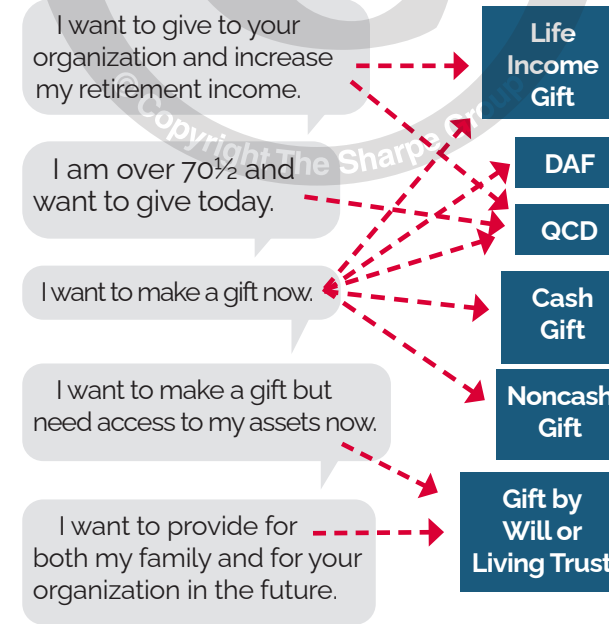 I want to give to your
organization and increase
my retirement income.
Life
Income
Gift
© Copyright The Sharpe Group
I am over 70½ and
want to give today.
DAF
QCD
I want to make a gift now.
Cash
Gift
I want to make a gift but
need access to my assets now.
Noncash
Gift
I want to provide for
both my family and for your
organization in the future.
Gift by
Will or
Living Trust